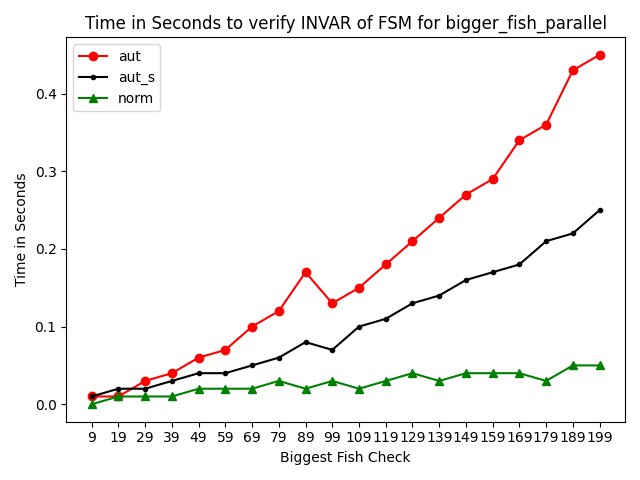 Time in Seconds to verify INVAR of FSM for bigger_fish_parallel
aut
aut_s
norm
Time in Seconds
0.4
0.3
0.2
0.1
0.0
9 19 29 39 49 59 69 79 89 99 109 119 129 139 149 159 169 179 189 199
Biggest Fish Check